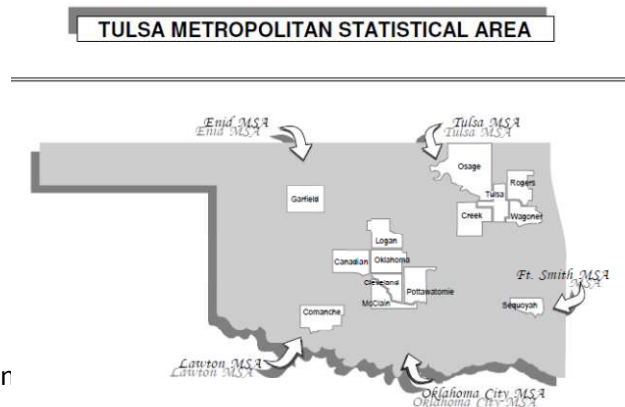 TULSA METROPOLITAN STATISTICAL AREA
Enid MSA
Tulsa MSA
Osage
Rogers
Tulsa
Garfield
Creek
Wagoner
Logan
Canadian
Oklahoma
Cleveland
Pottawatomie
McClain
Ft. Smith MSA
Sequoyah
Comanche
Lawton MSA
Oklahoma City MSA
n